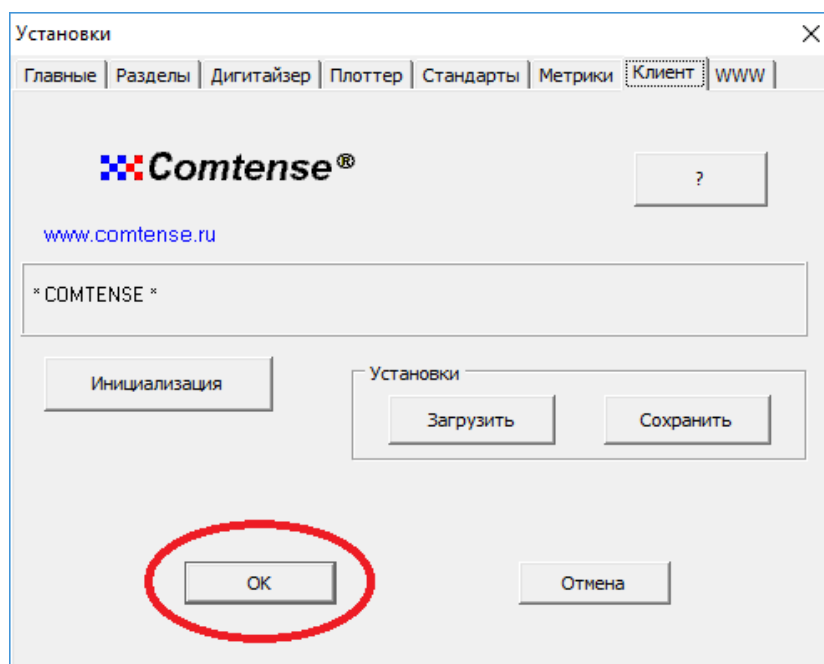 Установки
Главные Разделы Дигитайзер Плоттер Стандарты Метрики Клиент WWW
Comtense®
?
www.comtense.ru
* COMTENSE *
Инициализация
Установки
Загрузить Сохранить
ОК Отмена